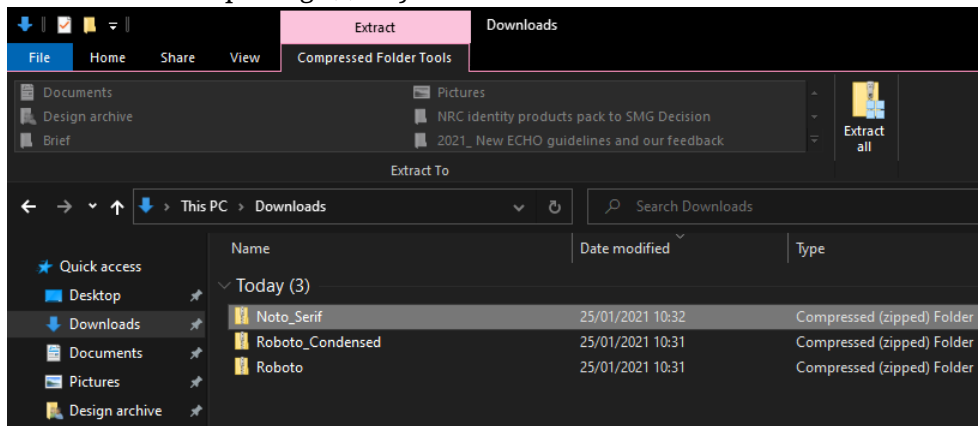 Extract
Downloads
File Home Share View Compressed Folder Tools
Documents Pictures
Design archive NRC identity products pack to SMG Decision
Brief 2021_ New ECHO guidelines and our feedback
Extract all
Extract To
This PC > Downloads
Search Downloads
Name Date modified Type
Quick access
Today (3)
Desktop
Noto_Serif 25/01/2021 10:32 Compressed (zipped) Folder
Downloads
Roboto_Condensed 25/01/2021 10:31 Compressed (zipped) Folder
Documents
Roboto 25/01/2021 10:31 Compressed (zipped) Folder
Pictures
Design archive